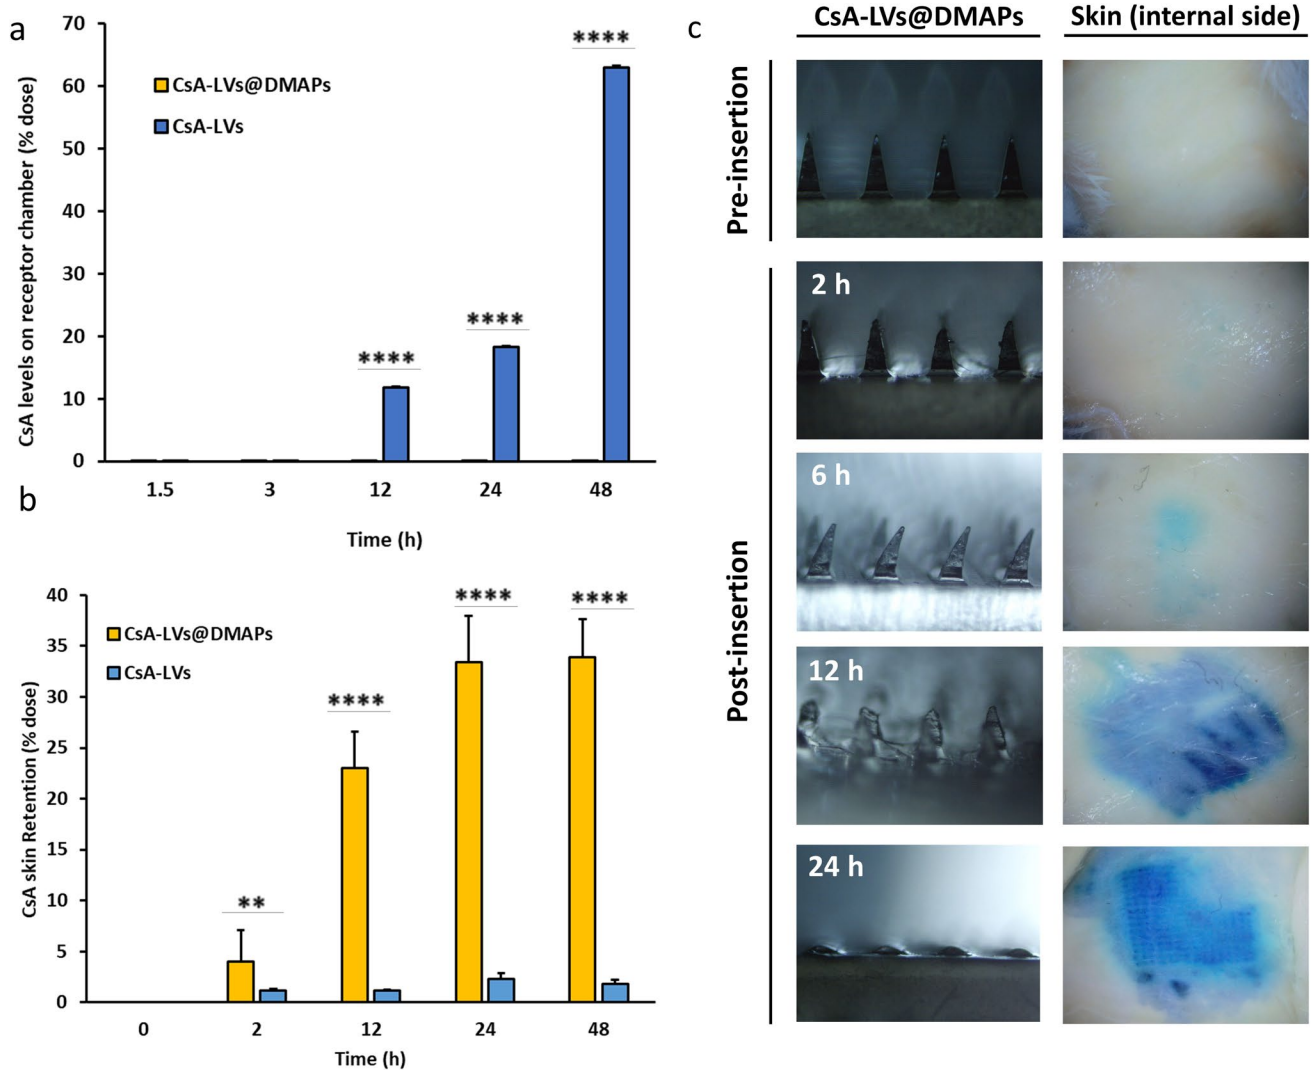 a
CsA levels on receptor chamber (% dose)
70
60
50
40
30
20
10
0
CsA-LVs@DMAPs
CsA-LVs
****
****
****
1.5 3 12 24 48
Time (h)
b
CsA skin Retention (% dose)
40
35
30
25
20
15
10
5
0
CsA-LVs@DMAPs
CsA-LVs
**
****
****
****
0 2 12 24 48
Time (h)
c
CsA-LVs@DMAPs Skin (internal side)
Pre-insertion
Post-insertion
2 h
6 h
12 h
24 h